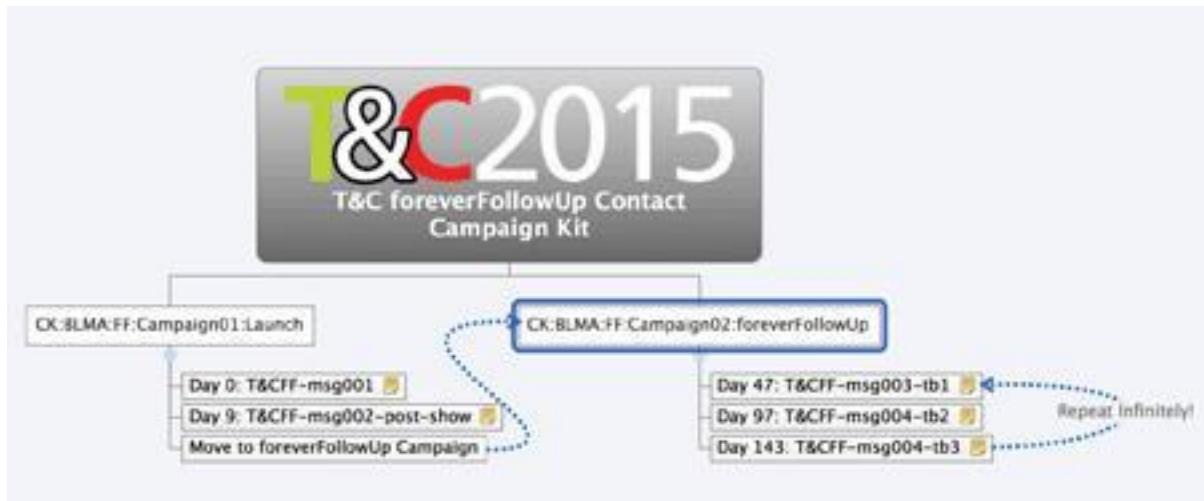 T&C2015
T&C foreverFollowUp Contact
Campaign Kit
CK:BLMA:FF:Campaign01:Launch
Day 0: T&CFF-msg001
Day 9: T&CFF-msg002-post-show
Move to foreverFollowUp Campaign
CK:BLMA:FF:Campaign02:foreverFollowUp
Day 47: T&CFF-msg003-tb1
Day 97: T&CFF-msg004-tb2
Day 143: T&CFF-msg004-tb3
Repeat Infinitely!